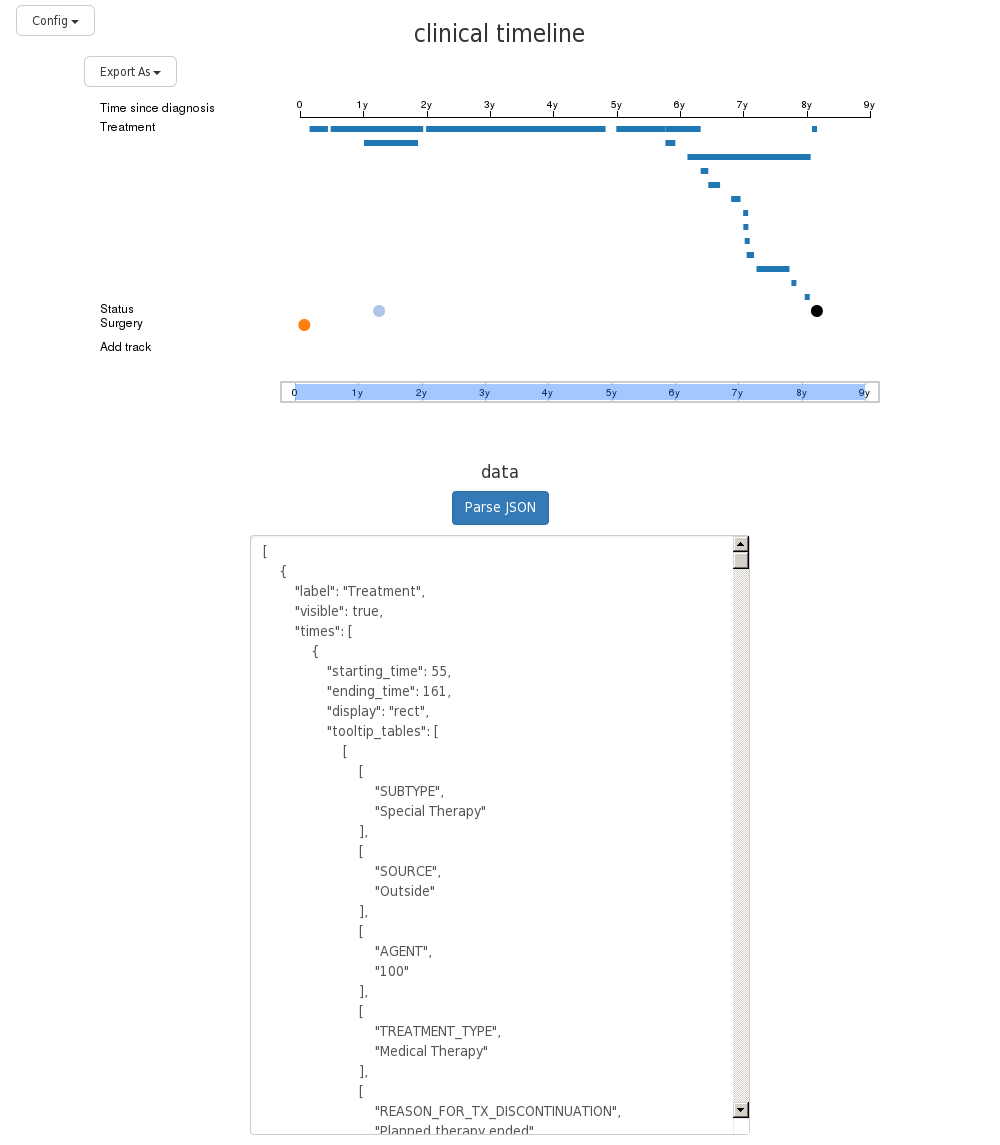 Config
clinical timeline
Export As
Time since diagnosis
0 1y 2y 3y 4y 5y 6y 7y 8y 9y
Treatment
Status
Surgery
Add track
0 1y 2y 3y 4y 5y 6y 7y 8y 9y
data
Parse JSON
[
{
"label": "Treatment",
"visible": true,
"times": [
{
"starting_time": 55,
"ending_time": 161,
"display": "rect",
"tooltip_tables": [
[
[
"SUBTYPE",
"Special Therapy"
],
[
"SOURCE",
"Outside"
],
[
"AGENT",
"100"
],
[
"TREATMENT_TYPE",
"Medical Therapy"
],
[
"REASON_FOR_TX_DISCONTINUATION",
"Planned therapy ended"